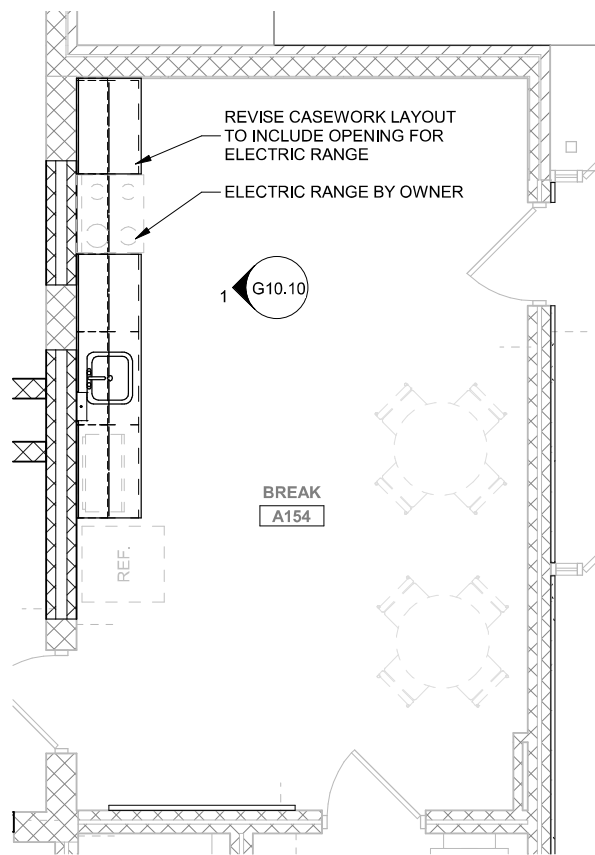 REVISE CASEWORK LAYOUT
TO INCLUDE OPENING FOR
ELECTRIC RANGE
ELECTRIC RANGE BY OWNER
1
G10.10
BREAK
A154
REF.